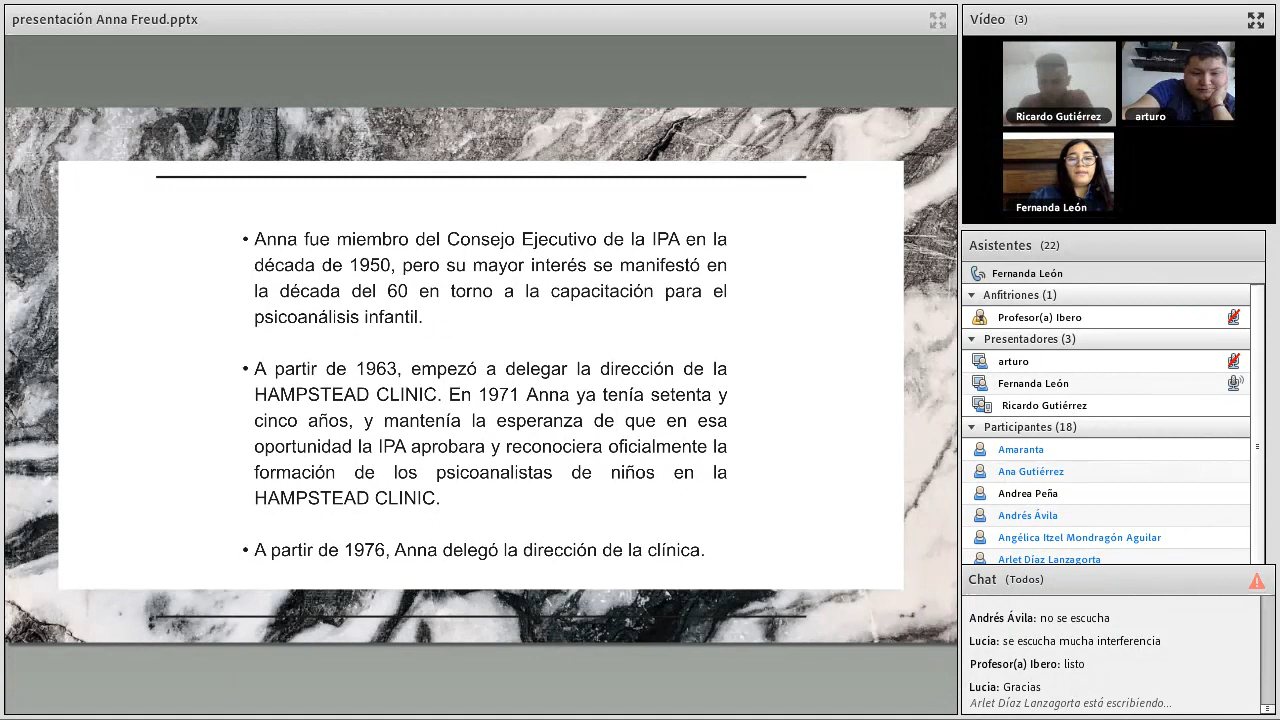 presentación Anna Freud.pptx
• Anna fue miembro del Consejo Ejecutivo de la IPA en la
década de 1950, pero su mayor interés se manifestó en
la década del 60 en torno a la capacitación para el
psicoanálisis infantil.
• A partir de 1963, empezó a delegar la dirección de la
HAMPSTEAD CLINIC. En 1971 Anna ya tenía setenta y
cinco años, y mantenía la esperanza de que en esa
oportunidad la IPA aprobara y reconociera oficialmente la
formación de los psicoanalistas de niños en la
HAMPSTEAD CLINIC.
• A partir de 1976, Anna delegó la dirección de la clínica.
Vídeo (3)
Ricardo Gutiérrez
arturo
Fernanda León
Asistentes (22)
Fernanda León
Anfitriones (1)
Profesor(a) Ibero
Presentadores (3)
arturo
Fernanda León
Ricardo Gutiérrez
Participantes (18)
Amaranta
Ana Gutiérrez
Andrea Peña
Andrés Ávila
Angélica Itzel Mondragón Aguilar
Arlet Díaz Lanzagorta
Chat (Todos)
Andrés Ávila: no se escucha
Lucia: se escucha mucha interferencia
Profesor(a) Ibero: listo
Lucia: Gracias
Arlet Díaz Lanzagorta está escribiendo...